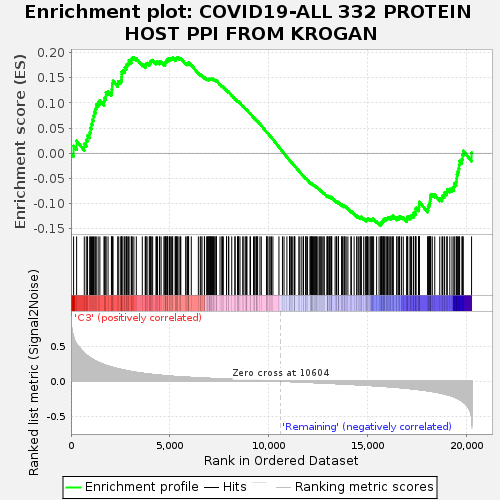 Enrichment plot: COVID19-ALL 332 PROTEIN
HOST PPI FROM KROGAN
Enrichment score (ES)
0.20
0.15
0.10
0.05
0.00
-0.05
-0.10
-0.15
'C3' (positively correlated)
Ranked list metric (Signal2Noise)
0.5
0.0
-0.5
Zero cross at 10604
'Remaining' (negatively correlated)
0
5,000
10,000
15,000
20,000
Rank in Ordered Dataset
Enrichment profile
Hits
Ranking metric scores